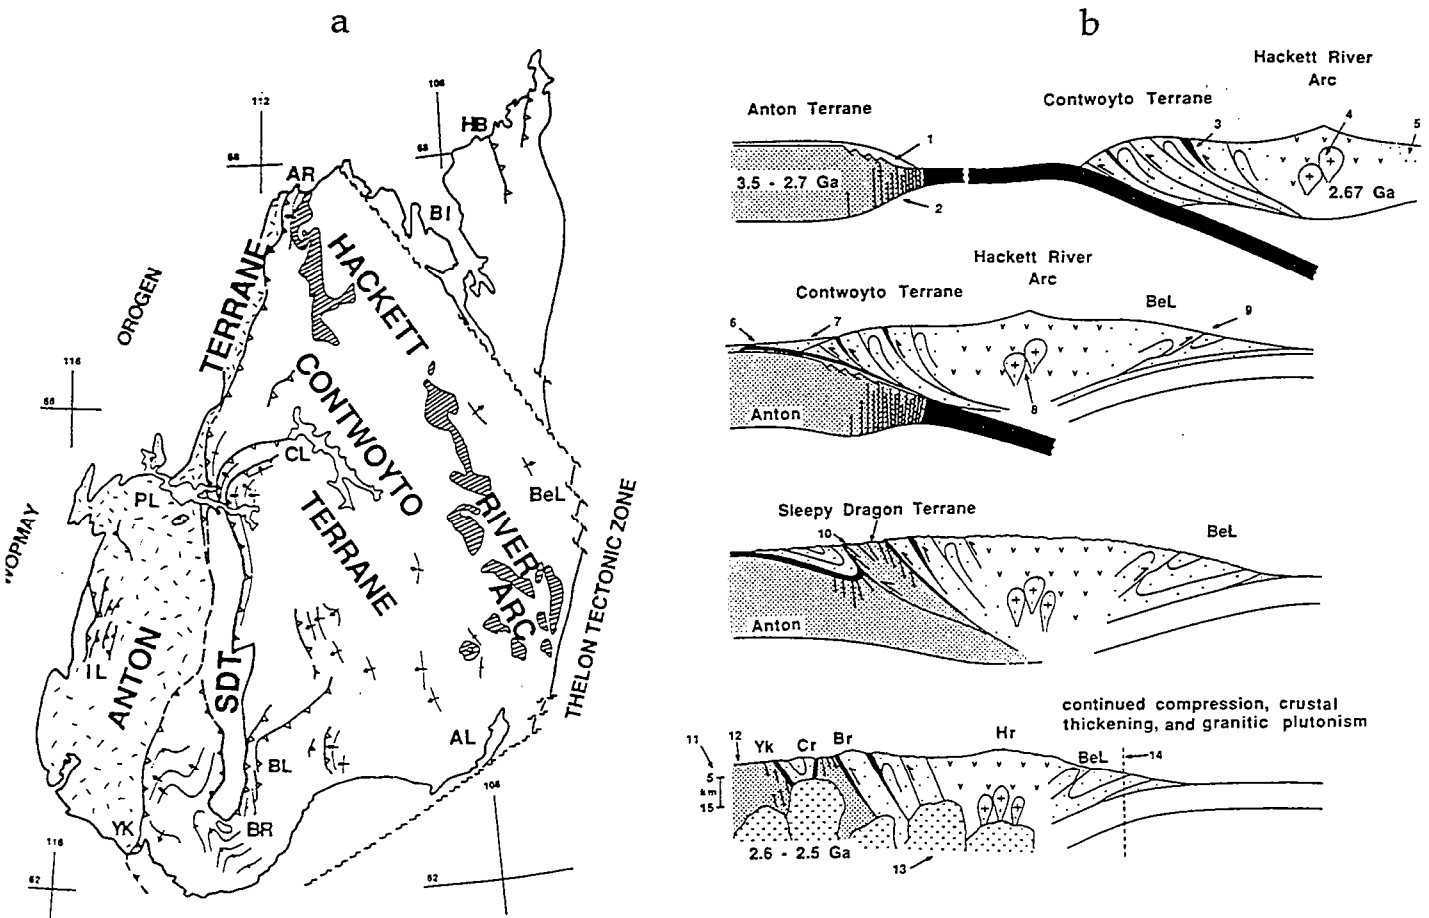 a
112
108
68
HB
68
AR
BI
TERRANE
HACKETT
OROGEN
116
66
CONTWOYTO
CL
PL
TERRANE
RIVER
BeL
WOPMAY
ARC
THELON TECTONIC ZONE
IL
ANTON
SDT
AL
BL
YK
BR
116
62
104
62
b
Hackett River
Arc
Anton Terrane
Contwoyto Terrane
1
3
4
5
3.5 - 2.7 Ga
2
2.67 Ga
Hackett River
Arc
Contwoyto Terrane
BeL
6
7
9
Anton
8
Sleepy Dragon Terrane
10
BeL
Anton
continued compression, crustal
thickening, and granitic plutonism
11
12
Yk
Cr
Br
Hr
BeL
14
5
km
15
2.6 - 2.5 Ga
13